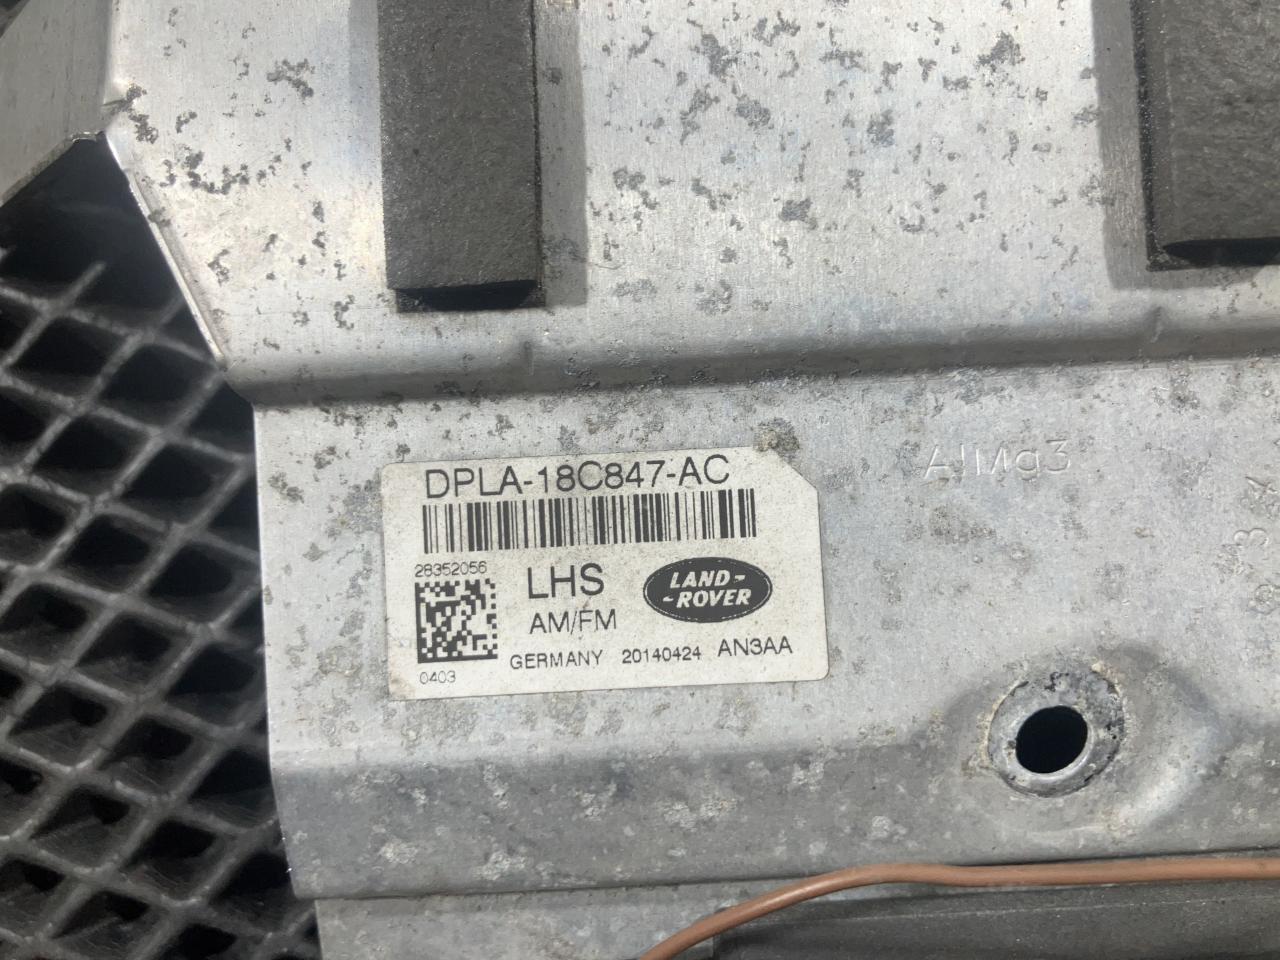 DPLA-18C847-AC
28352056
LHS
LAND-
-ROVER
AM/FM
GERMANY 20140424 AN3AA
0403
AlMg3